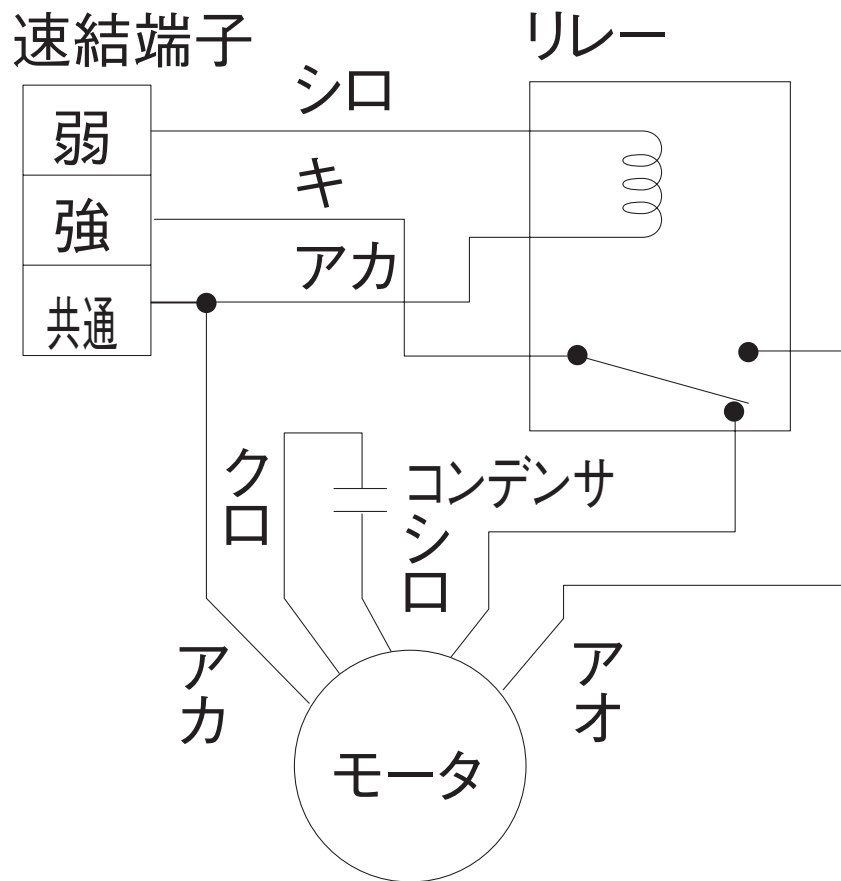 速結端子
リレー
弱
シロ
強
キ
共通
アカ
クロ
コンデンサ
シロ
アカ
アオ
モータ